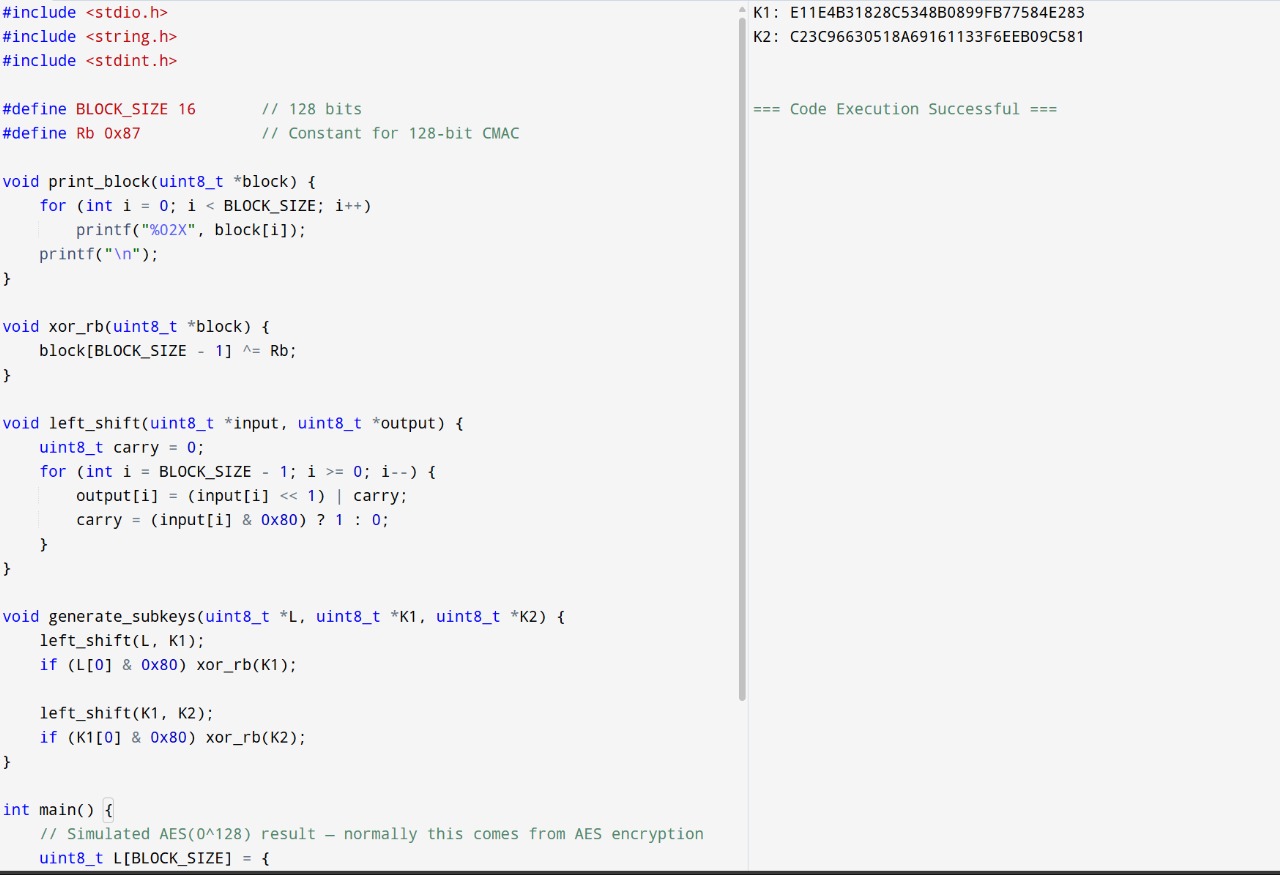 #include <stdio.h>
#include <string.h>
#include <stdint.h>
#define BLOCK_SIZE 16       // 128 bits
#define Rb 0x87             // Constant for 128-bit CMAC
void print_block(uint8_t *block) {
    for (int i = 0; i < BLOCK_SIZE; i++)
        printf("%02X", block[i]);
    printf("\n");
}
void xor_rb(uint8_t *block) {
    block[BLOCK_SIZE - 1] ^= Rb;
}
void left_shift(uint8_t *input, uint8_t *output) {
    uint8_t carry = 0;
    for (int i = BLOCK_SIZE - 1; i >= 0; i--) {
        output[i] = (input[i] << 1) | carry;
        carry = (input[i] & 0x80) ? 1 : 0;
    }
}
void generate_subkeys(uint8_t *L, uint8_t *K1, uint8_t *K2) {
    left_shift(L, K1);
    if (L[0] & 0x80) xor_rb(K1);
    left_shift(K1, K2);
    if (K1[0] & 0x80) xor_rb(K2);
}
int main() {
    // Simulated AES(0^128) result — normally this comes from AES encryption
    uint8_t L[BLOCK_SIZE] = {
K1: E11E4B31828C5348B0899FB77584E283
K2: C23C96630518A69161133F6EEB09C581
=== Code Execution Successful ===